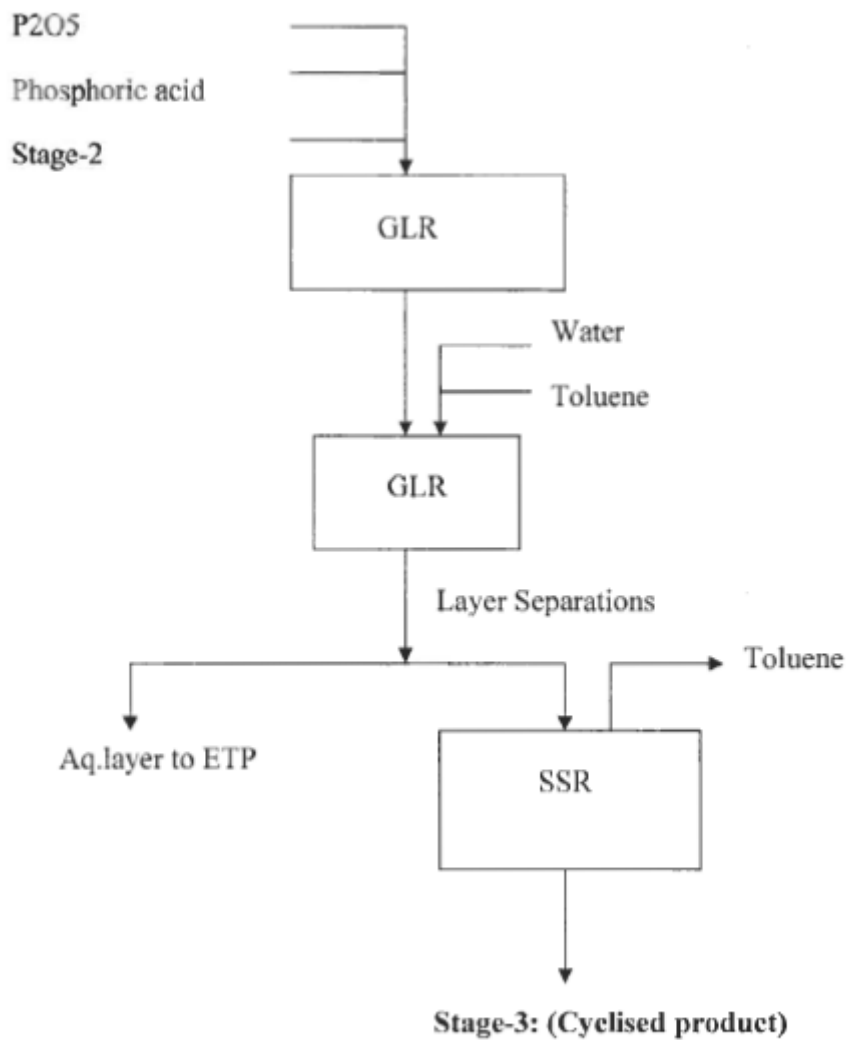 P2O5
Phosphoric acid
Stage-2
GLR
Water
Toluene
GLR
Layer Separations
Toluene
Aq.layer to ETP
SSR
Stage-3: (Cyclised product)